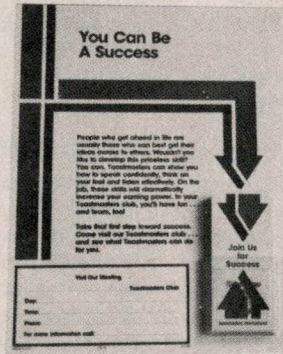 You Can Be
A Success
People who get ahead in life are
usually those who can best get their
ideas across to others. Wouldn't you
like to develop this priceless skill?
You can. Toastmasters can show you
how to speak confidently, think on
your feet and listen effectively. On the
job, these skills will dramatically
increase your earning power. In your
Toastmasters club, you'll have fun . . .
and learn, too!
Take that first step toward success.
Come visit our Toastmasters club . . .
and see what Toastmasters can do
for you.
Visit Our Meeting
Toastmasters Club
Day:
Time:
Place:
For more information call:
Join Us
for
Success
Toastmasters International